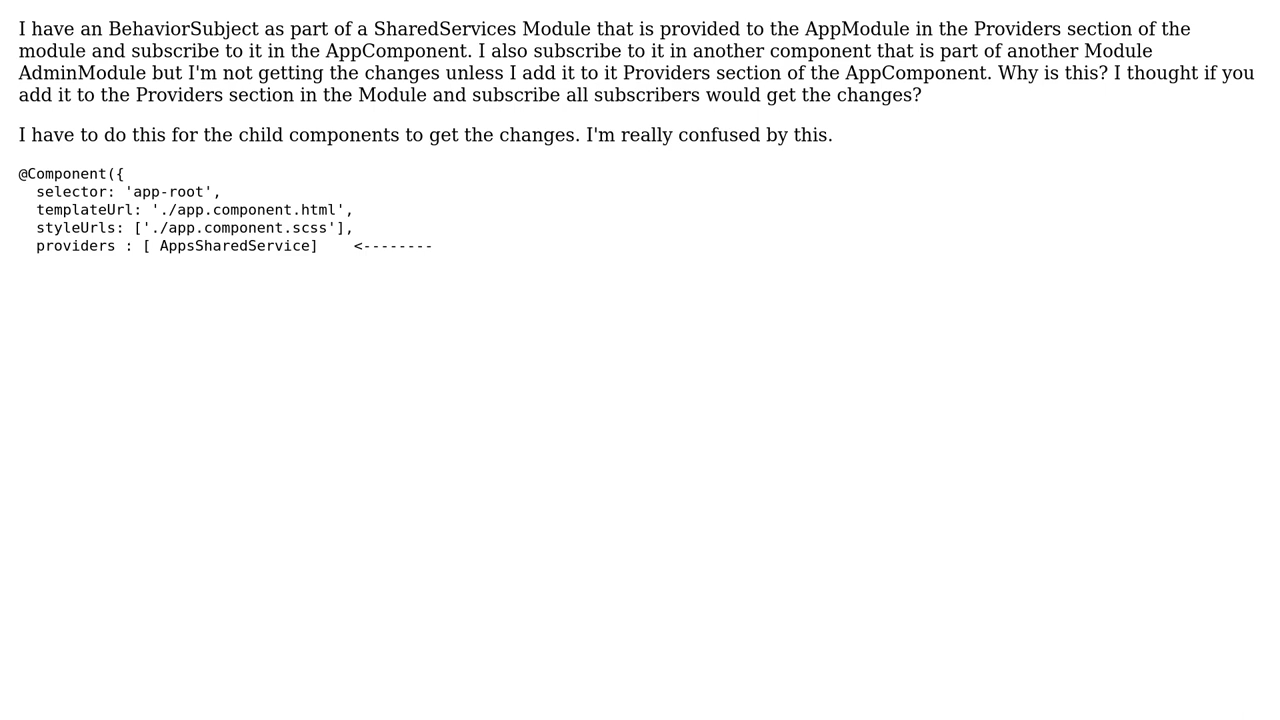 I have an BehaviorSubject as part of a SharedServices Module that is provided to the AppModule in the Providers section of the
module and subscribe to it in the AppComponent. I also subscribe to it in another component that is part of another Module
AdminModule but I'm not getting the changes unless I add it to it Providers section of the AppComponent. Why is this? I thought if you
add it to the Providers section in the Module and subscribe all subscribers would get the changes?
I have to do this for the child components to get the changes. I'm really confused by this.
@Component({
  selector: 'app-root',
  templateUrl: './app.component.html',
  styleUrls: ['./app.component.scss'],
  providers : [ AppsSharedService]    <--------